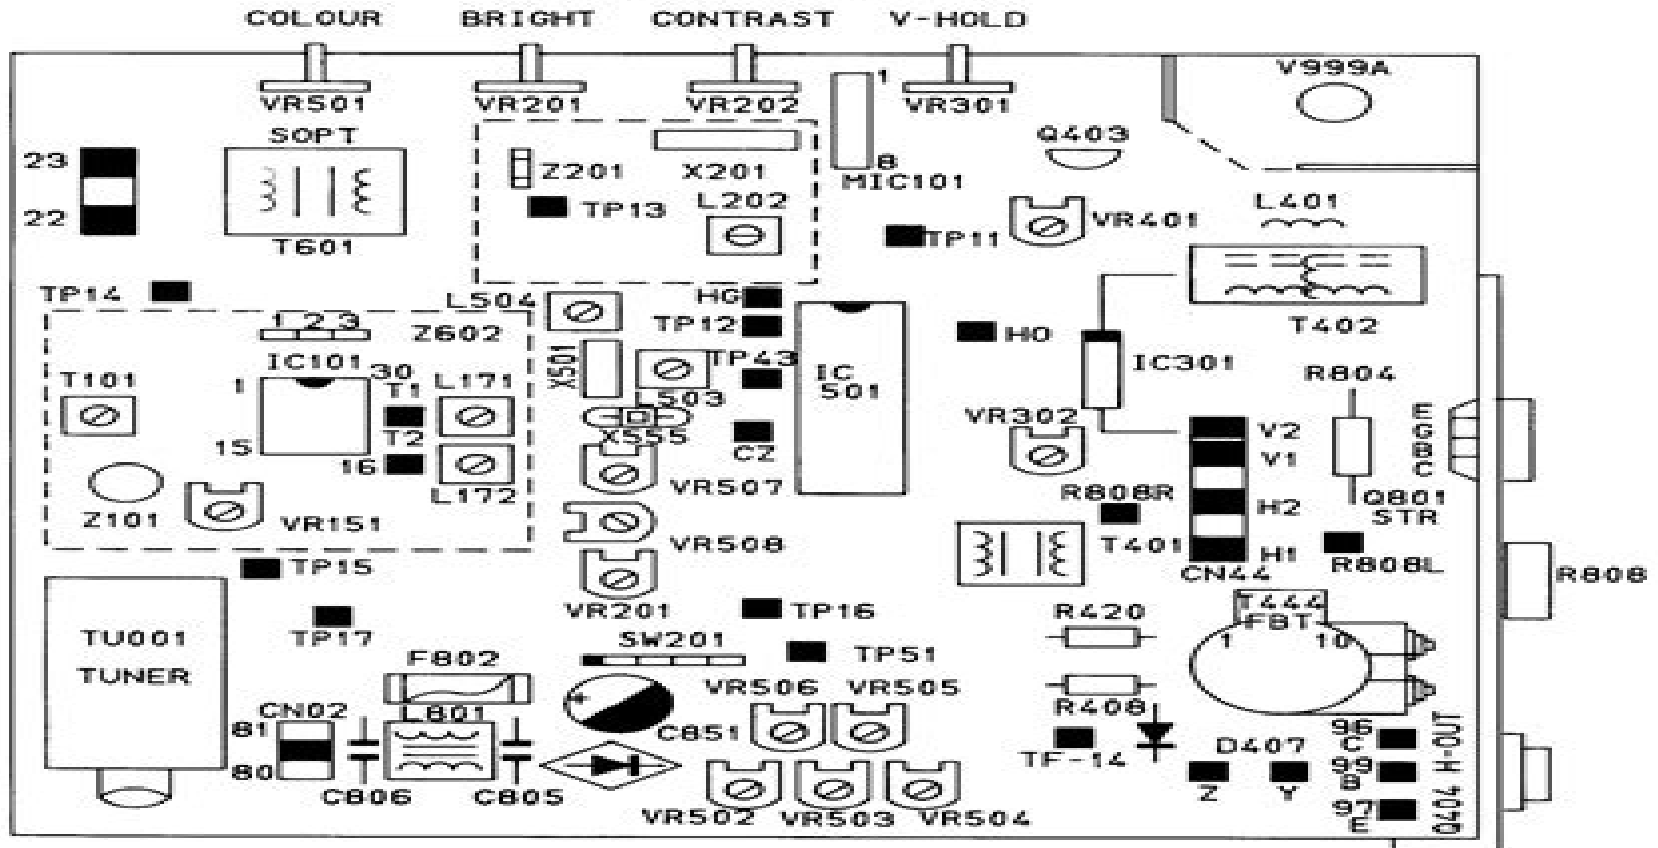 COLOUR BRIGHT CONTRAST V-HOLD
VR501 VR201 VR202 1 VR301 V999A
SOPT Q403
23 Z201 X201 8
MIC101
22 TP13 L202 TP11 VR401 L401
T601
TP14 L504 HG
1 2 3 Z602 TP12 HO T402
IC101 X501 TP43 IC301
T101 1 30 L171 IC R804
T1 L503 501
T2 X555 VR302
15 16 CZ V2
L172 VR507 V1
R808R Q801
Z101 VR151 H2 STR
VR508 T401 H1 R808L
TP15 CN44 R808
VR201 TP16 R420 T444
TU001 TP17 SW201 FBT
TUNER F802 TP51 1 10
VR506 VR505
CN02 L801 R408
81 C851 TF-14 D407 96
C H-OUT
80 99
B
C806 C805 Z Y
VR502 VR503 VR504 97
E Q404